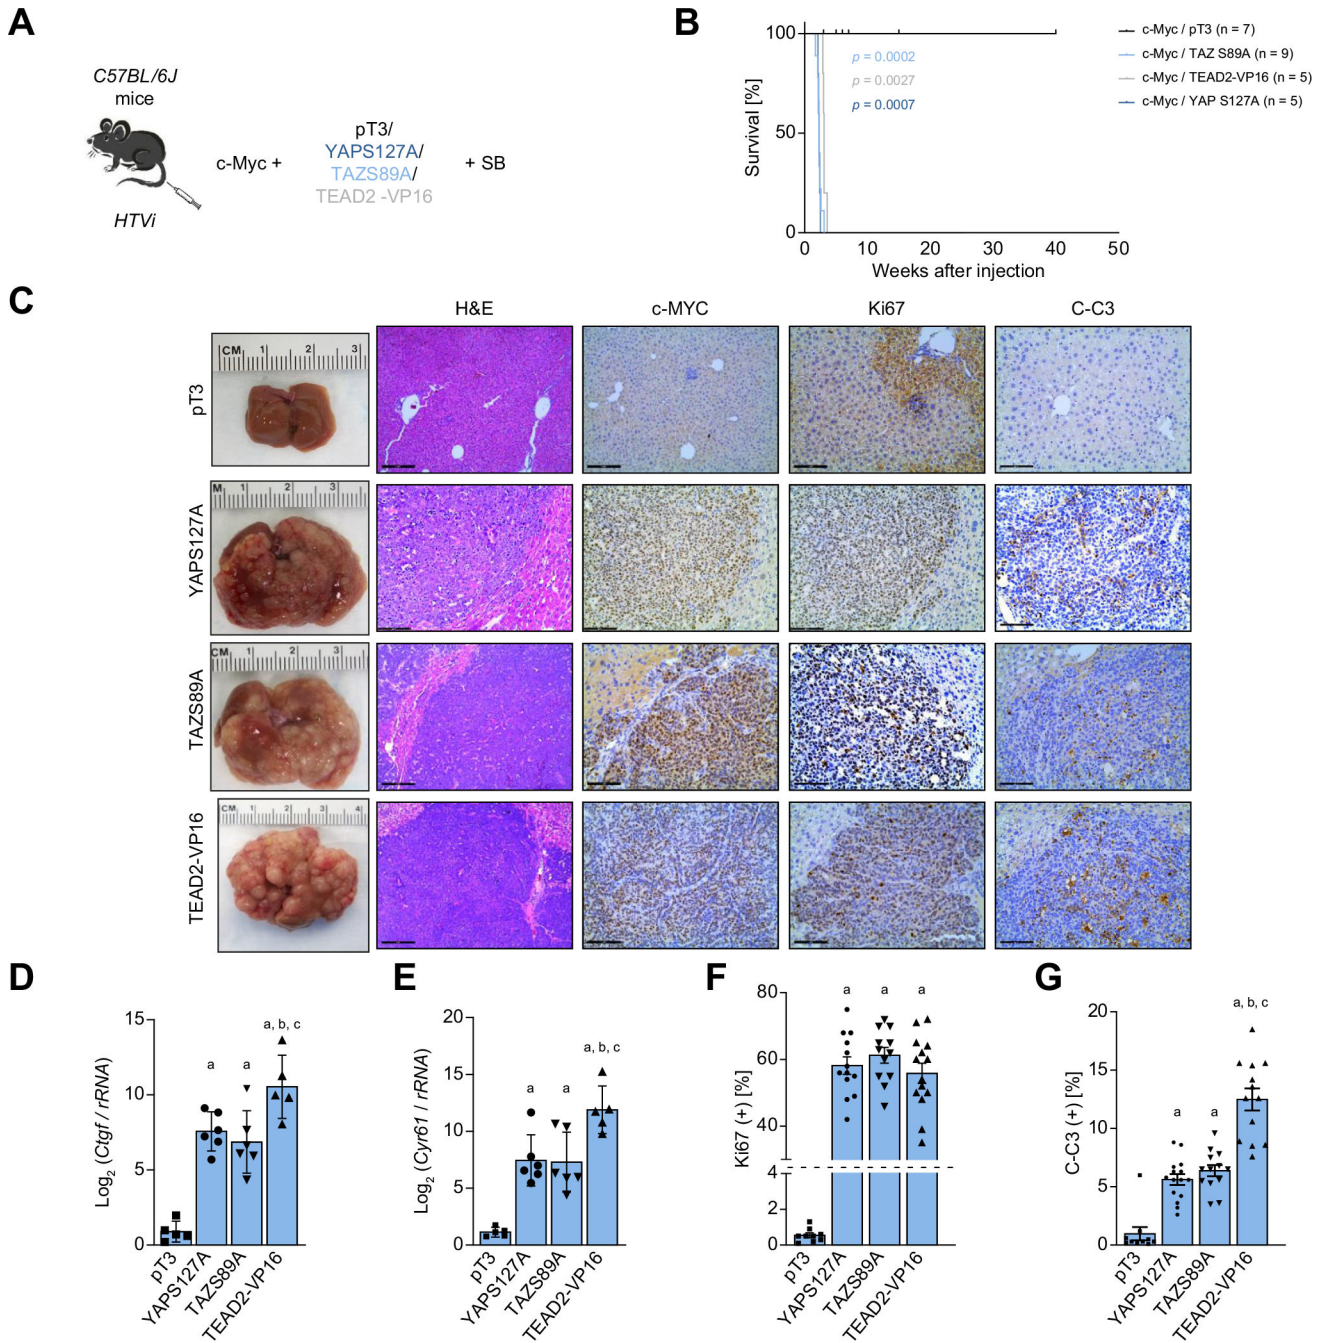 A
C57BL/6J
mice
HTVi
c-Myc +
pT3/
YAPS127A/
TAZS89A/
TEAD2 -VP16
+ SB
B
Survival [%]
100
50
0
0 10 20 30 40 50
Weeks after injection
p = 0.0002
p = 0.0027
p = 0.0007
c-Myc / pT3 (n = 7)
c-Myc / TAZ S89A (n = 9)
c-Myc / TEAD2-VP16 (n = 5)
c-Myc / YAP S127A (n = 5)
C
H&E c-MYC Ki67 C-C3
pT3
CM 1 2 3
YAPS127A
M 1 2 3
TAZS89A
CM 1 2 3
TEAD2-VP16
CM 1 2 3 4
D
Log2 (Ctgf / rRNA)
15
10
5
0
a a a, b, c
pT3 YAPS127A TAZS89A TEAD2-VP16
E
Log2 (Cyr61 / rRNA)
20
15
10
5
0
a a a, b, c
pT3 YAPS127A TAZS89A TEAD2-VP16
F
Ki67 (+) [%]
80
60
40
4
2
0
a a a
pT3 YAPS127A TAZS89A TEAD2-VP16
G
C-C3 (+) [%]
20
15
10
5
0
a a a, b, c
pT3 YAPS127A TAZS89A TEAD2-VP16